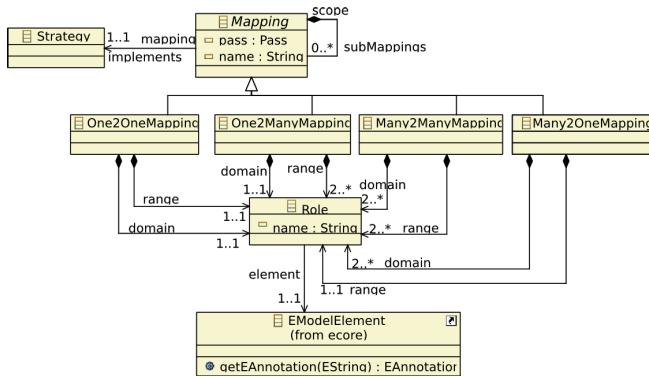 scope
Mapping
Strategy
1..1 mapping
implements
pass : Pass
name : String
0..*
subMappings
One2OneMapping
One2ManyMapping
Many2ManyMapping
Many2OneMapping
domain
1..1
range
2..*
domain
2..*
range
1..1
domain
1..1
Role
name : String
2..* range
2..* domain
1..1 range
element
1..1
EModelElement
(from ecore)
getEAnnotation(EString) : EAnnotation